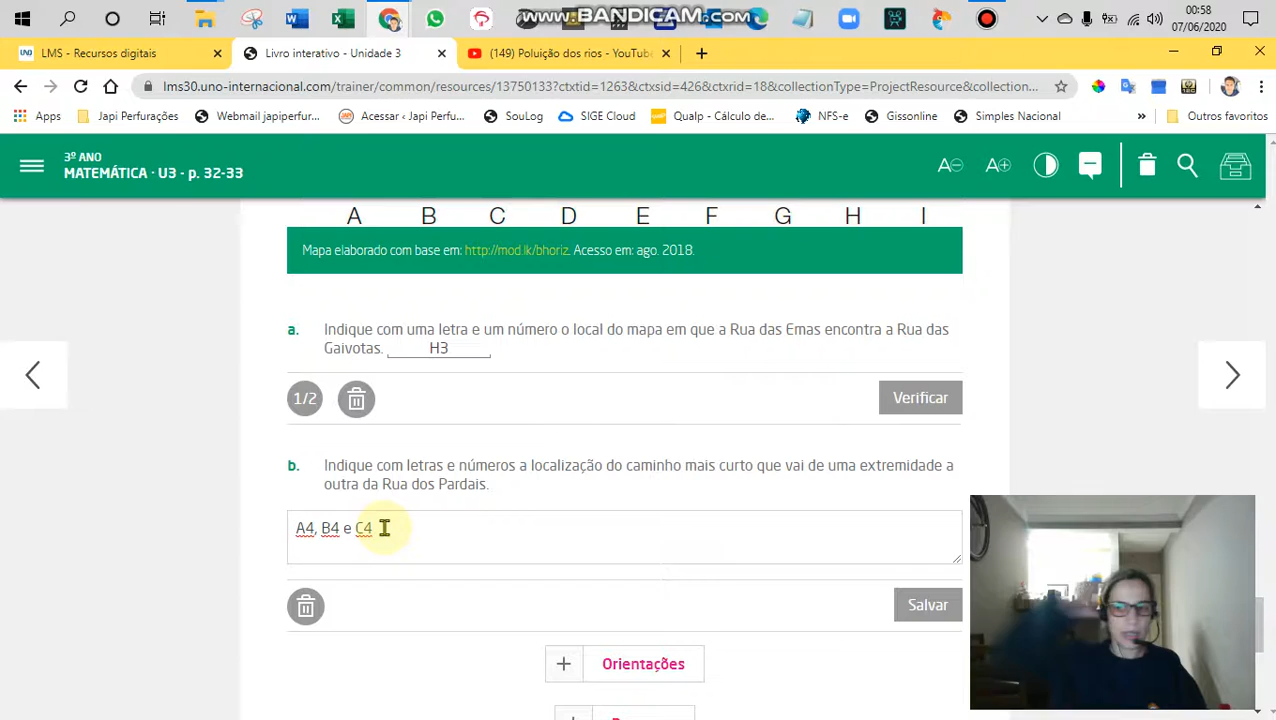 www.BANDICAM.com
00:58
07/06/2020
LMS - Recursos digitais
Livro interativo - Unidade 3
(149) Poluição dos rios - YouTube
lms30.uno-internacional.com/trainer/common/resource/13750133?ctxtid=1263&ctxsid=426&ctxrid=18&collectionType=ProjectResource&collection...
Apps
Japi Perfurações
Webmail japiperfur...
Acessar ‹ Japi Perfu...
SouLog
SIGE Cloud
Qualp - Cálculo de...
NFS-e
Gissonline
Simples Nacional
»
Outros favoritos
3º ANO
MATEMÁTICA · U3 - p. 32-33
A B C D E F G H I
Mapa elaborado com base em: http://mod.lk/bhoriz. Acesso em: ago. 2018.
a. Indique com uma letra e um número o local do mapa em que a Rua das Emas encontra a Rua das
Gaivotas. H3
1/2
Verificar
b. Indique com letras e números a localização do caminho mais curto que vai de uma extremidade a
outra da Rua dos Pardais.
A4, B4 e C4
Salvar
+ Orientações